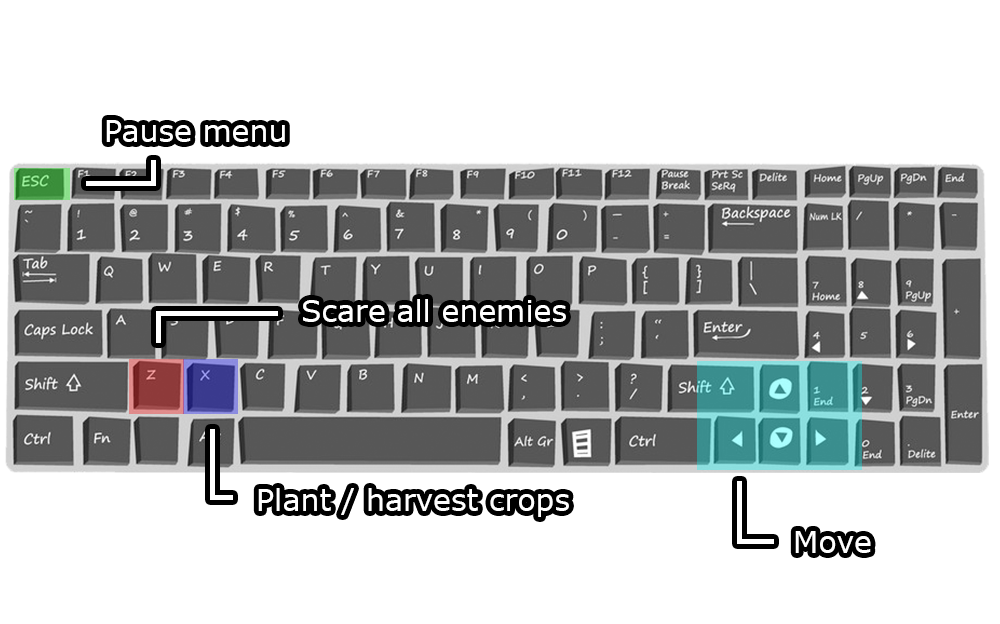 Pause menu
ESC F1 F2 F3 F4 F5 F6 F7 F8 F9 F10 F11 F12 Pause Break Prt Sc SeRq Delite Home PgUp PgDn End
~ ` ! 1 @ 2 # 3 $ 4 % 5 ^ 6 & 7 * 8 ( 9 ) 0 — - + = Backspace Num LK / * -
Tab Q W E R T Y U I O P { [ } ] | \ 7 Home 8 9 PgUp +
Scare all enemies
Caps Lock A ; : “ ‘ Enter 4 5 6
Shift Z X C V B N M < , > . ? / Shift 1 End 2 3 PgDn
Ctrl Fn Alt Gr Ctrl 0 End . Delite Enter
Plant / harvest crops
Move